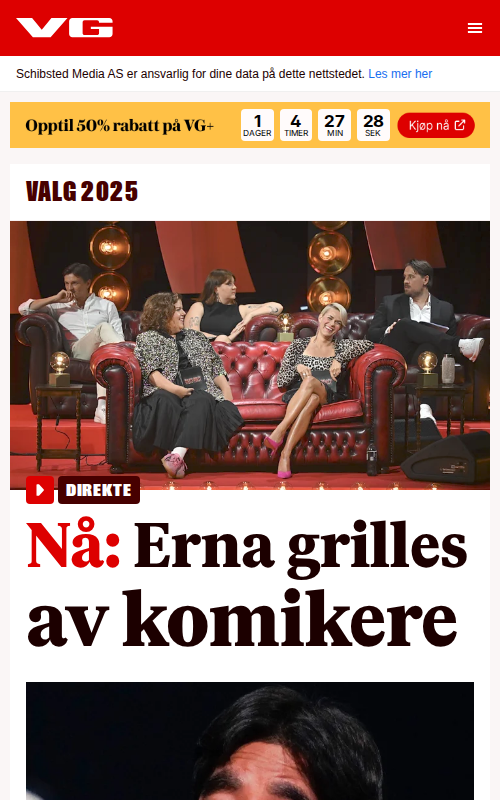 VG
Schibsted Media AS er ansvarlig for dine data på dette nettstedet. Les mer her
Opptil 50% rabatt på VG+
1 4 27 28
DAGER TIMER MIN SEK
Kjøp nå
VALG 2025
DIREKTE
Nå: Erna grilles
av komikere